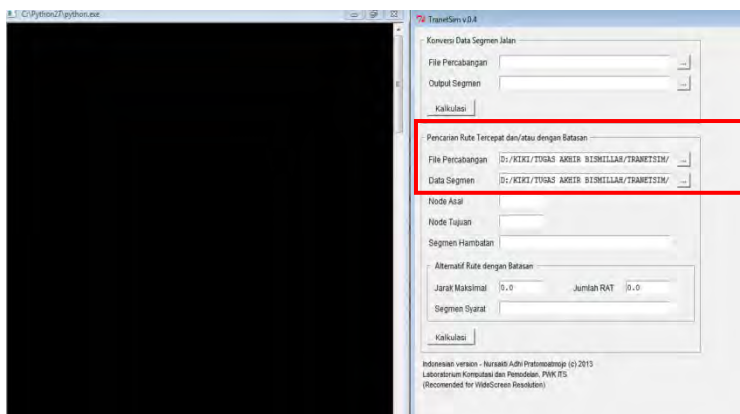 C:\Python27\python.exe
TranetSim v.0.4
Konversi Data Segmen Jalan
File Percabangan
...
Output Segmen
...
Kalkulasi
Pencarian Rute Tercepat dan/atau dengan Batasan
File Percabangan D:/KIKI/TUGAS AKHIR BISMILLAH/TRANETSIM/ ...
Data Segmen D:/KIKI/TUGAS AKHIR BISMILLAH/TRANETSIM/ ...
Node Asal
Node Tujuan
Segmen Hambatan
Alternatif Rute dengan Batasan
Jarak Maksimal 0.0 Jumlah RAT 0.0
Segmen Syarat
Kalkulasi
Indonesian version - Nursakti Adhi Pratomoatmojo (c) 2013
Laboratorium Komputasi dan Pemodelan, PWK ITS
(Recomended for WideScreen Resolution)